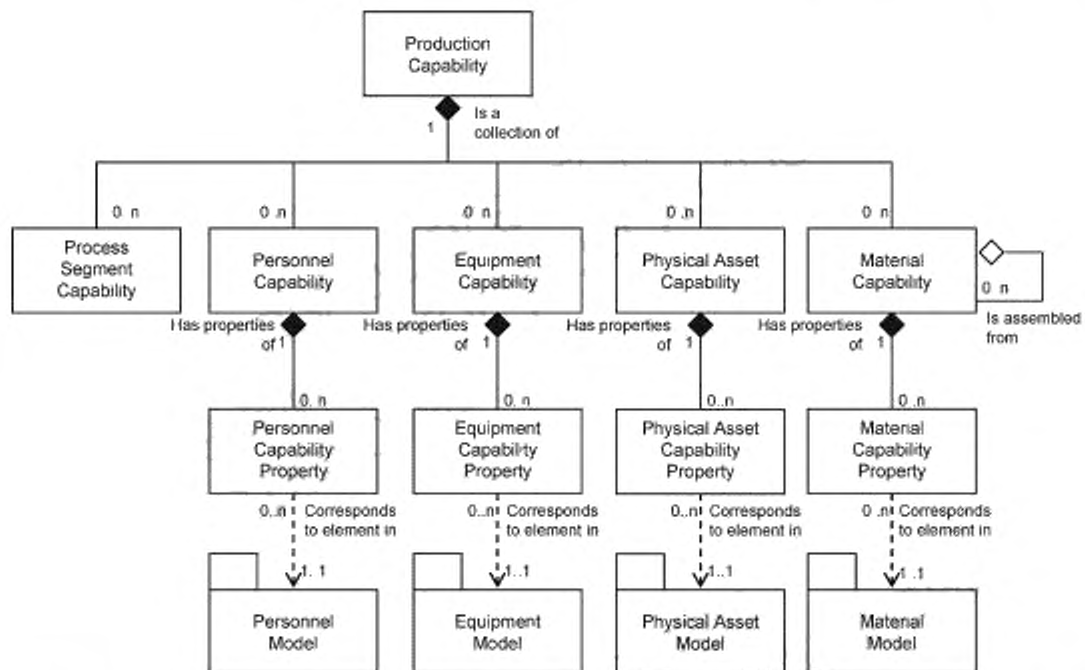 Production
Capability
Is a
collection of
1
0 n
0 .n
0 n
0 .n
0 n
Process
Segment
Capability
Personnel
Capability
Equipment
Capability
Physical Asset
Capability
Material
Capability
0 n
Is assembled
from
Has properties
of 1
Has properties
of 1
Has properties
of 1
Has properties
of 1
0. n
0. n
0..n
0..n
Personnel
Capability
Property
Equipment
Capability
Property
Physical Asset
Capability
Property
Material
Capability
Property
0..n Corresponds
to element in
0..n Corresponds
to element in
0..n Corresponds
to element in
0 .n Corresponds
to element in
1. 1
1..1
1..1
1 .1
Personnel
Model
Equipment
Model
Physical Asset
Model
Material
Model